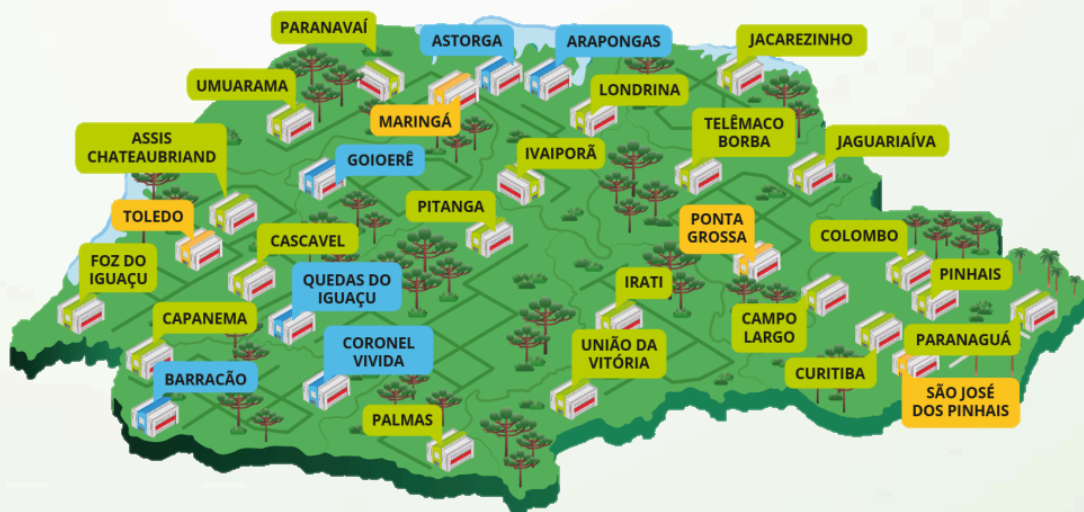 PARANAVAÍ
ASTORGA
ARAPONGAS
JACAREZINHO
UMUARAMA
MARINGÁ
LONDRINA
ASSIS
CHATEAUBRIAND
GOIOERÊ
IVAIPORÃ
TELÊMACO
BORBA
JAGUARIAÍVA
TOLEDO
PITANGA
PONTA
GROSSA
COLOMBO
FOZ DO
IGUAÇU
CASCAVEL
QUEDAS DO
IGUAÇU
IRATI
PINHAIS
CAPANEMA
CORONEL
VIVIDA
UNIÃO DA
VITÓRIA
CAMPO
LARGO
PARANAGUÁ
BARRACÃO
CURITIBA
SÃO JOSÉ
DOS PINHAIS
PALMAS